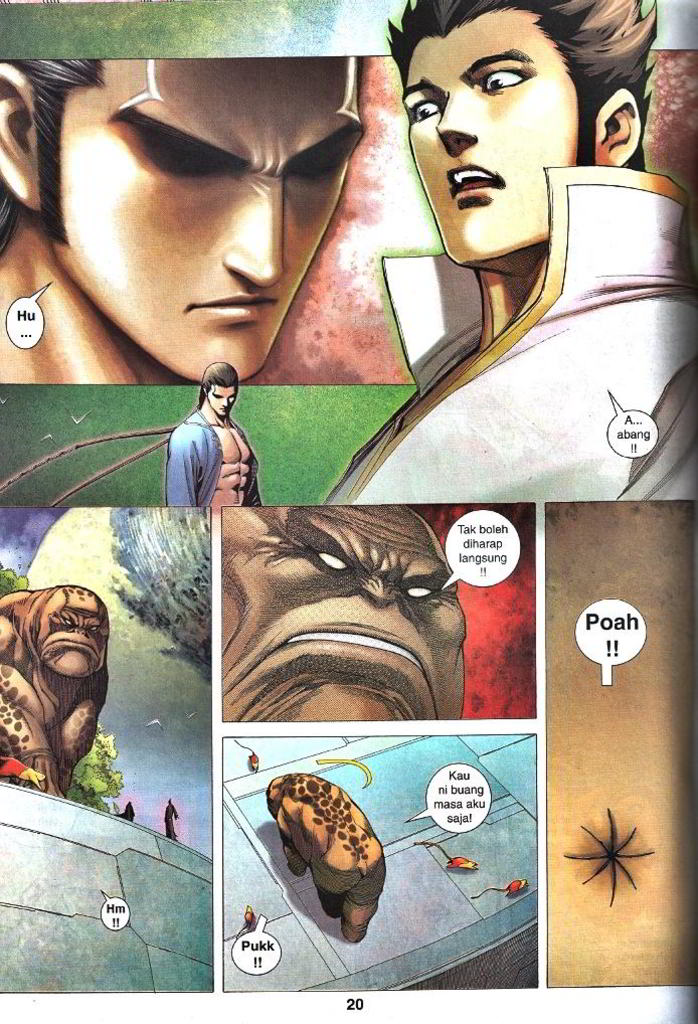 Hu
...
A...
abang
!!
Tak boleh
diharap
langsung
!!
Poah
!!
Hm
!!
Kau
ni buang
masa aku
saja!
Pukk
!!
20